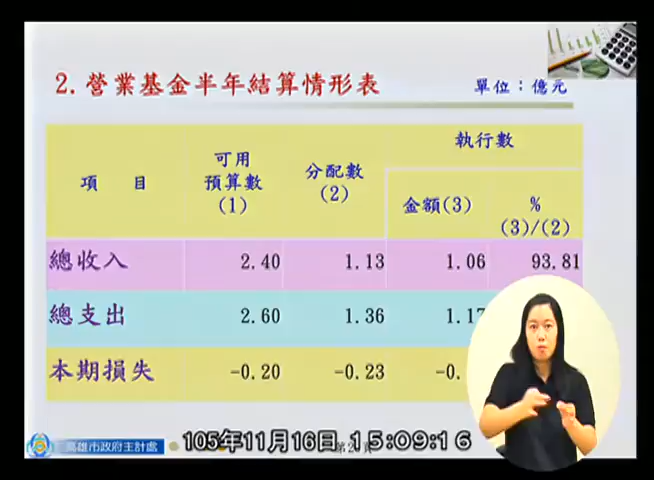 2.營業基金半年結算情形表
單位：億元
項 目 可用預算數(1) 分配數(2) 執行數
金額(3) % (3)/(2)
總收入 2.40 1.13 1.06 93.81
總支出 2.60 1.36 1.17
本期損失 -0.20 -0.23 -0.
高雄市政府主計處
105年11月16日 15:09:16